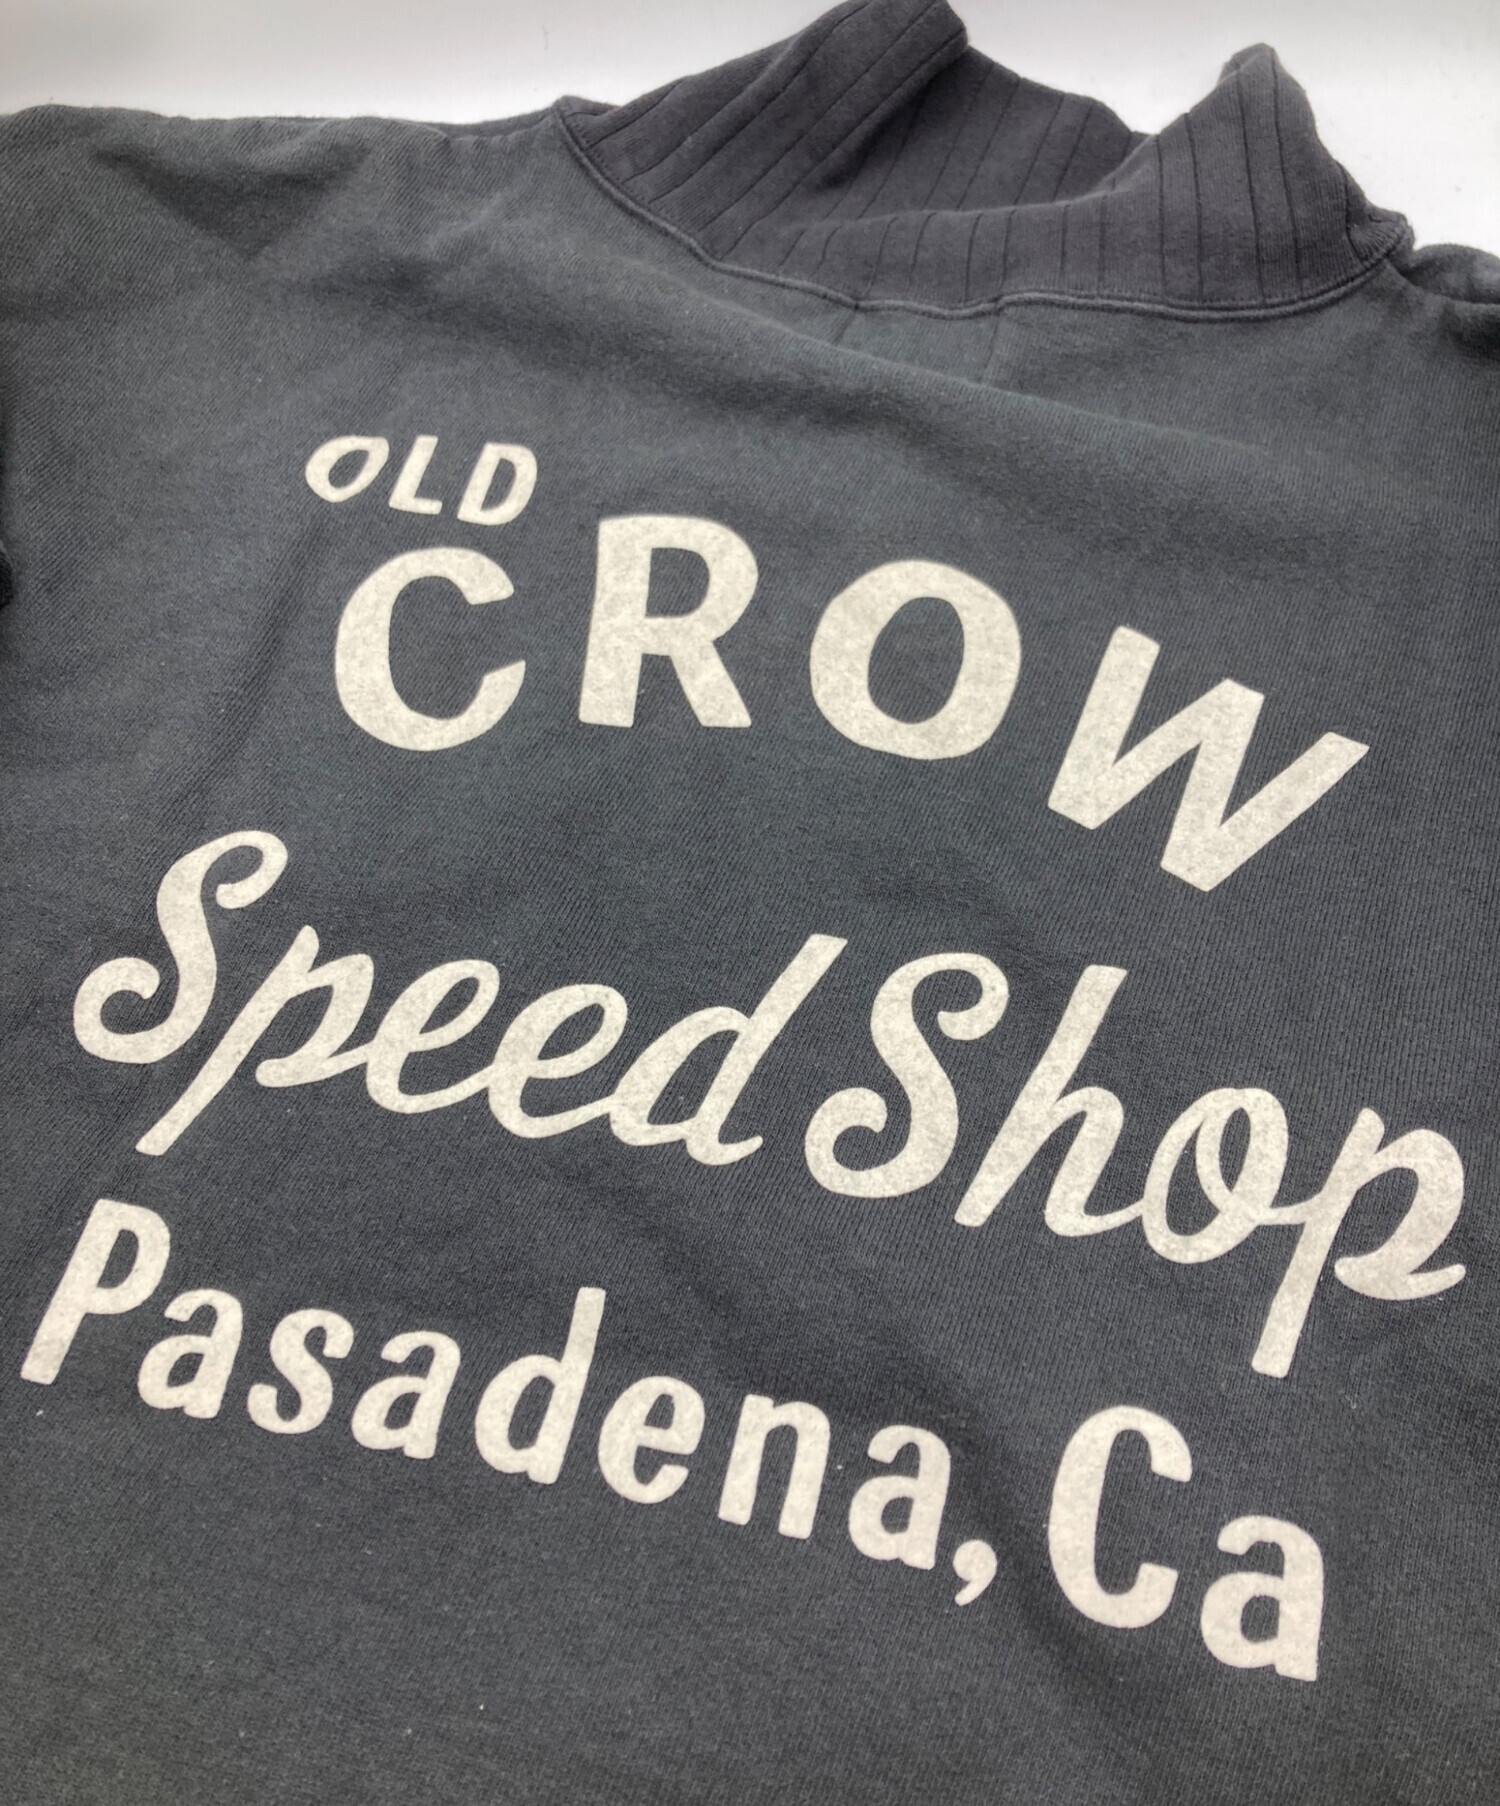 OLD
CROW
Speed Shop
Pasadena, Ca